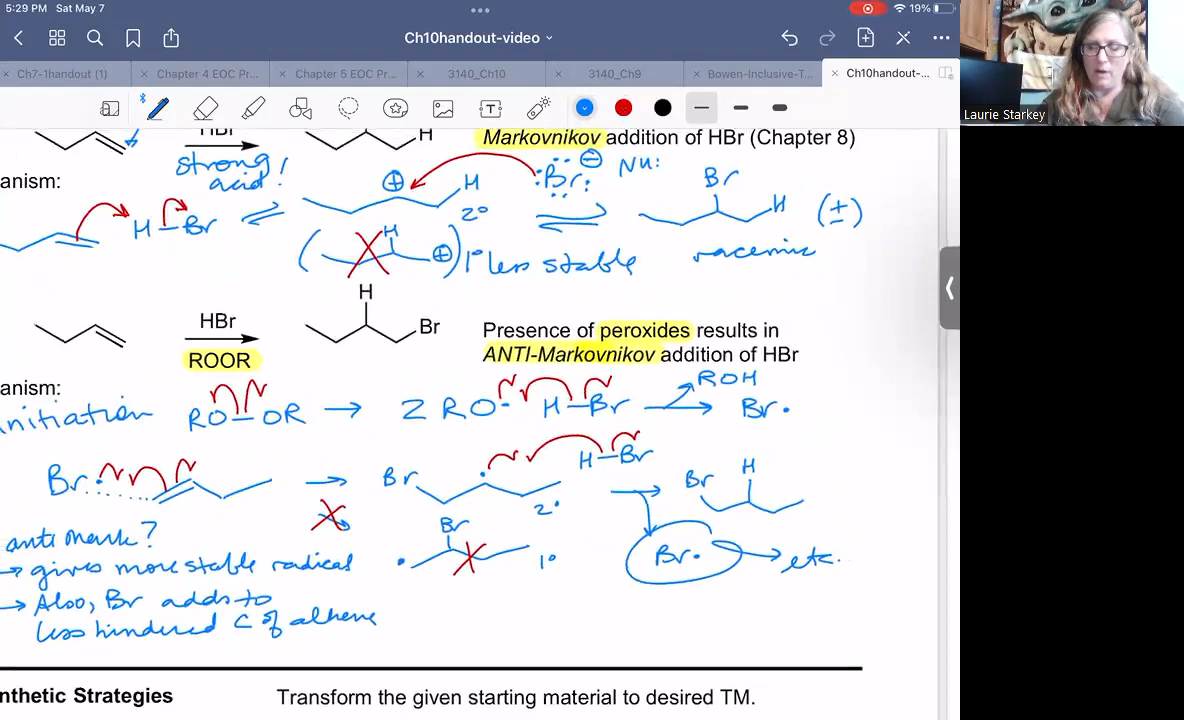 5:29 PM Sat May 7
19%
Ch10handout-video
Ch7-1handout (1)
Chapter 4 EOC Pr...
Chapter 5 EOC Pr...
3140_Ch10
3140_Ch9
Bowen-Inclusive-T...
Ch10handout-...
Laurie Starkey
HBr
H
Markovnikov addition of HBr (Chapter 8)
strong acid!
anism:
H
Br
⊕
H
2°
:Br: ⊖ Nu:
Br
H
(±)
racemic
( H ⊕ ) 1° less stable
H
HBr
Br
ROOR
Presence of peroxides results in
ANTI-Markovnikov addition of HBr
anism:
initiation RO—OR → 2 RO· H—Br → Br·
ROH
Br· → Br 2· H—Br → Br H
Br 1°
Br· → etc.
anti mark?
→ gives more stable radical
→ Also, Br adds to
less hindered C of alkene
nthetic Strategies
Transform the given starting material to desired TM.